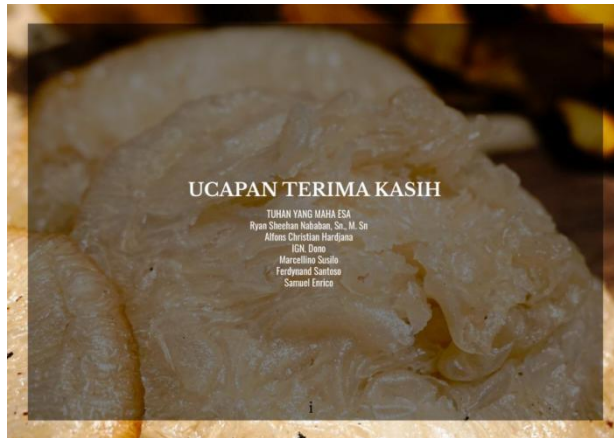 UCAPAN TERIMA KASIH
TUHAN YANG MAHA ESA
Ryan Sheehan Nababan, Sn., M. Sn
Alfons Christian Hardjana
IGN. Dono
Marcellino Susilo
Ferdynand Santoso
Samuel Enrico
i